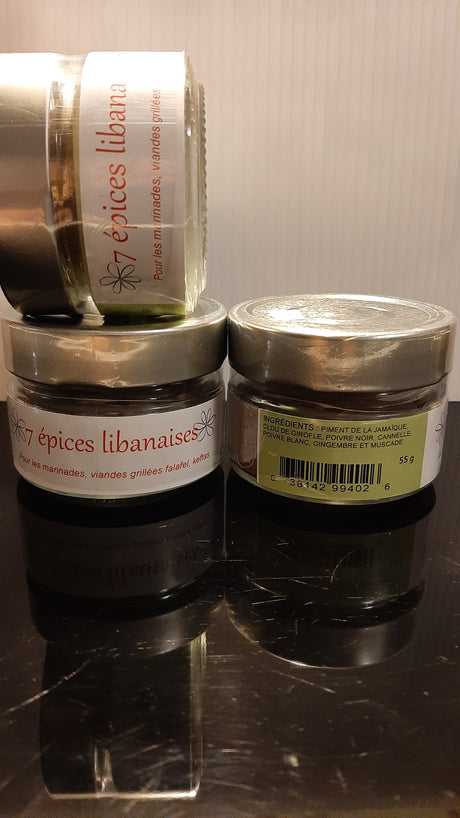 7 épices libana
Pour les marinades, viandes grillées
7 épices libanaises
Pour les marinades, viandes grillées falafel, keftas
INGRÉDIENTS : PIMENT DE LA JAMAÏQUE,
CLOU DE GIROFLE, POIVRE NOIR, CANNELLE,
POIVRE BLANC, GINGEMBRE ET MUSCADE
55 g
38142 99402 6